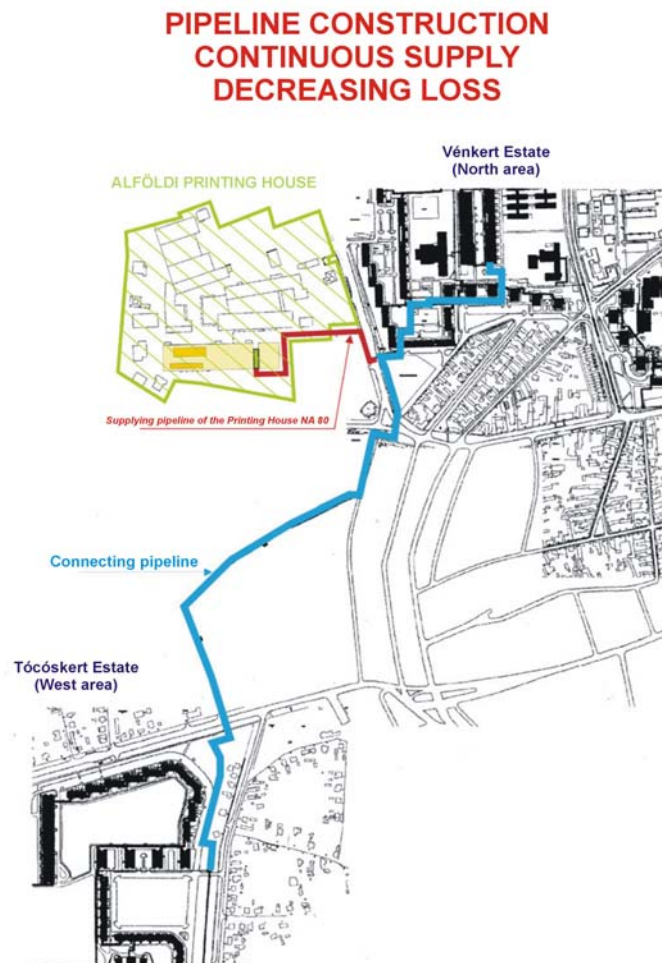 PIPELINE CONSTRUCTION
CONTINUOUS SUPPLY
DECREASING LOSS
Vénkert Estate
(North area)
ALFÖLDI PRINTING HOUSE
Supplying pipeline of the Printing House NA 80
Connecting pipeline
Tócóskert Estate
(West area)